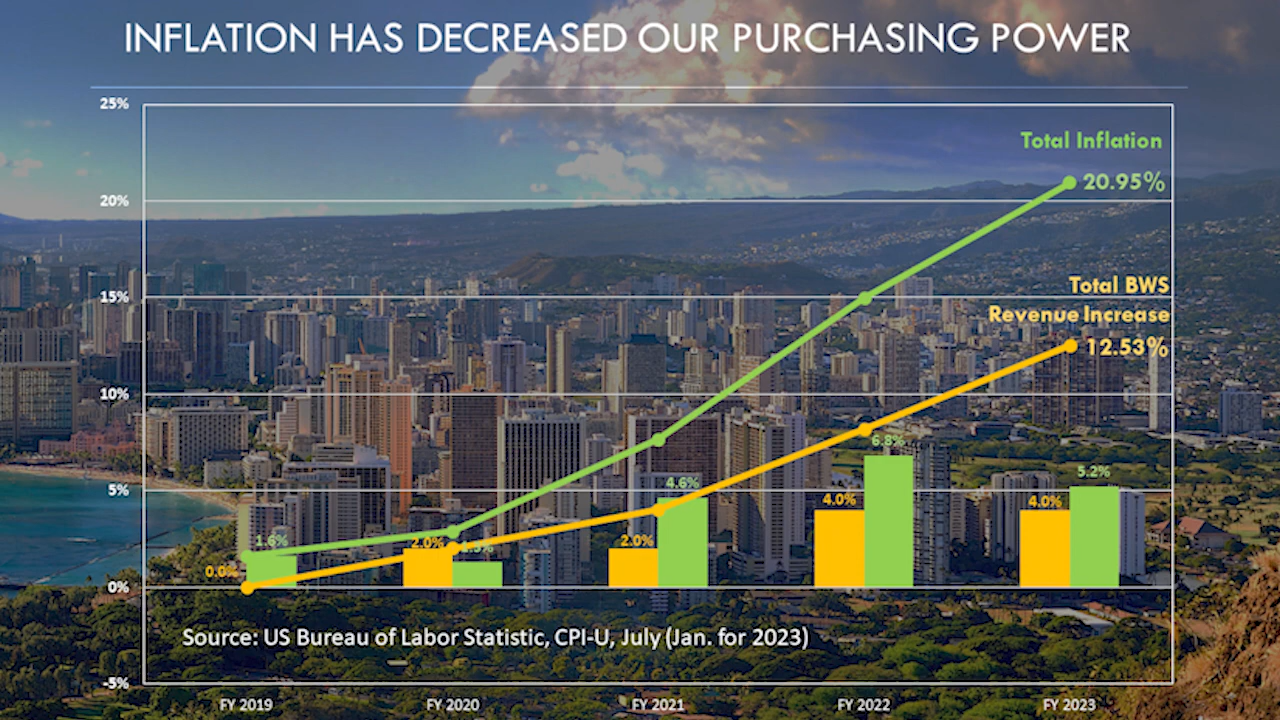 INFLATION HAS DECREASED OUR PURCHASING POWER
25%
Total Inflation
20.95%
20%
Total BWS
15%
Revenue Increase
12.53%
10%
6.8%
5.2%
5%
4.6%
4.0%
4.0%
1.6%
2.0%
2.0%
0.0%
0%
Source: US Bureau of Labor Statistic, CPI-U, July (Jan. for 2023)
-5%
FY 2019
FY 2020
FY 2021
FY 2022
FY 2023